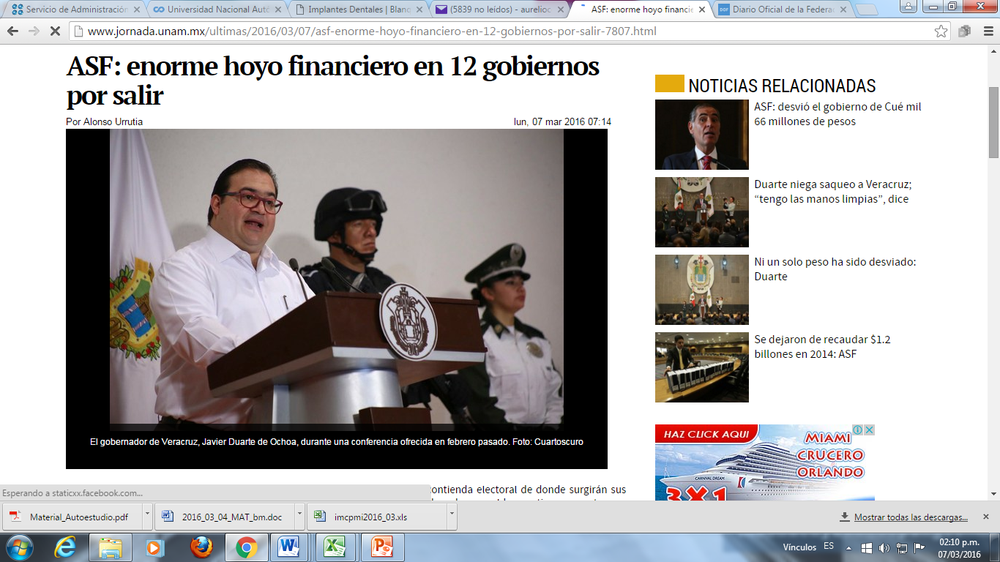 Servicio de Administración
Universidad Nacional Autó
Implantes Dentales | Blanq
(5839 no leídos) - aurelioc
ASF: enorme hoyo financie
Diario Oficial de la Federac
www.jornada.unam.mx/ultimas/2016/03/07/asf-enorme-hoyo-financiero-en-12-gobiernos-por-salir-7807.html
ASF: enorme hoyo financiero en 12 gobiernos
por salir
Por Alonso Urrutia
lun, 07 mar 2016 07:14
El gobernador de Veracruz, Javier Duarte de Ochoa, durante una conferencia ofrecida en febrero pasado. Foto: Cuartoscuro
NOTICIAS RELACIONADAS
ASF: desvió el gobierno de Cué mil
66 millones de pesos
Duarte niega saqueo a Veracruz;
“tengo las manos limpias”, dice
Ni un solo peso ha sido desviado:
Duarte
Se dejaron de recaudar $1.2
billones en 2014: ASF
HAZ CLICK AQUI
MIAMI
CRUCERO
ORLANDO
CARNIVAL DREAM
3X1
contienda electoral de donde surgirán sus
Esperando a staticxx.facebook.com...
Material_Autoestudio.pdf
2016_03_04_MAT_bm.doc
imcpmi2016_03.xls
Mostrar todas las descargas...
Vínculos
ES
02:10 p.m.
07/03/2016